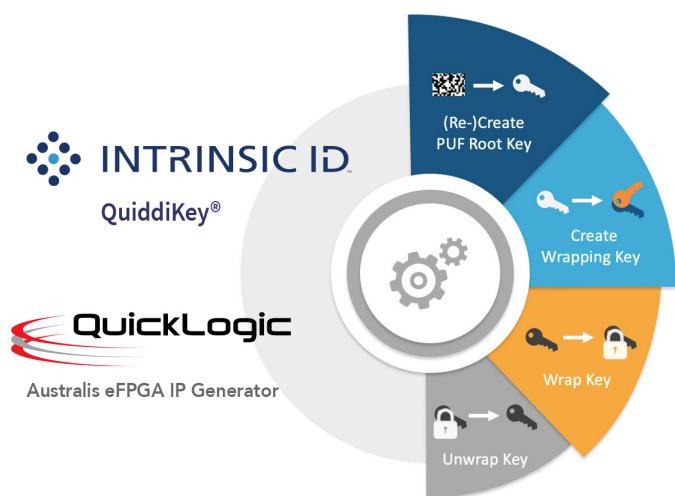 INTRINSIC ID™
QuiddiKey®
QuickLogic
Australis eFPGA IP Generator
(Re-)Create
PUF Root Key
Create
Wrapping Key
Wrap Key
Unwrap Key